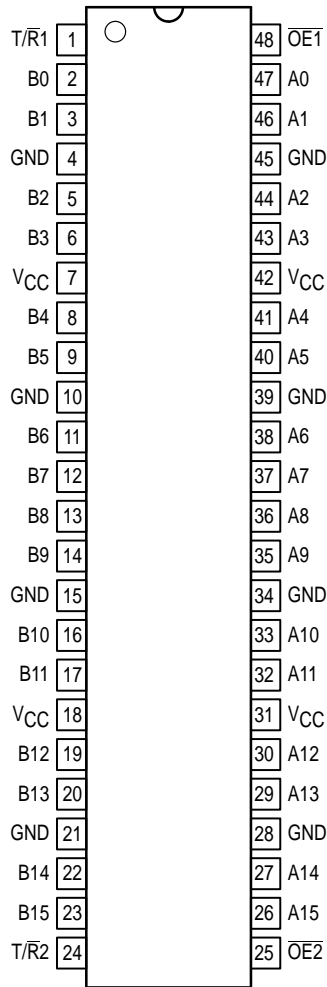 T/R̅1 1 48 O̅E̅1̅
B0 2 47 A0
B1 3 46 A1
GND 4 45 GND
B2 5 44 A2
B3 6 43 A3
VCC 7 42 VCC
B4 8 41 A4
B5 9 40 A5
GND 10 39 GND
B6 11 38 A6
B7 12 37 A7
B8 13 36 A8
B9 14 35 A9
GND 15 34 GND
B10 16 33 A10
B11 17 32 A11
VCC 18 31 VCC
B12 19 30 A12
B13 20 29 A13
GND 21 28 GND
B14 22 27 A14
B15 23 26 A15
T/R̅2 24 25 O̅E̅2̅